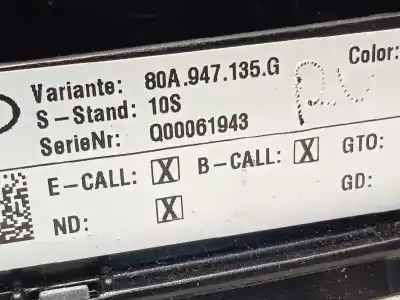 Variante: 80A.947.135.G Color:
S-Stand: 10S
SerieNr: Q00061943
E-CALL: X B-CALL: X GTO:
ND: X GD: